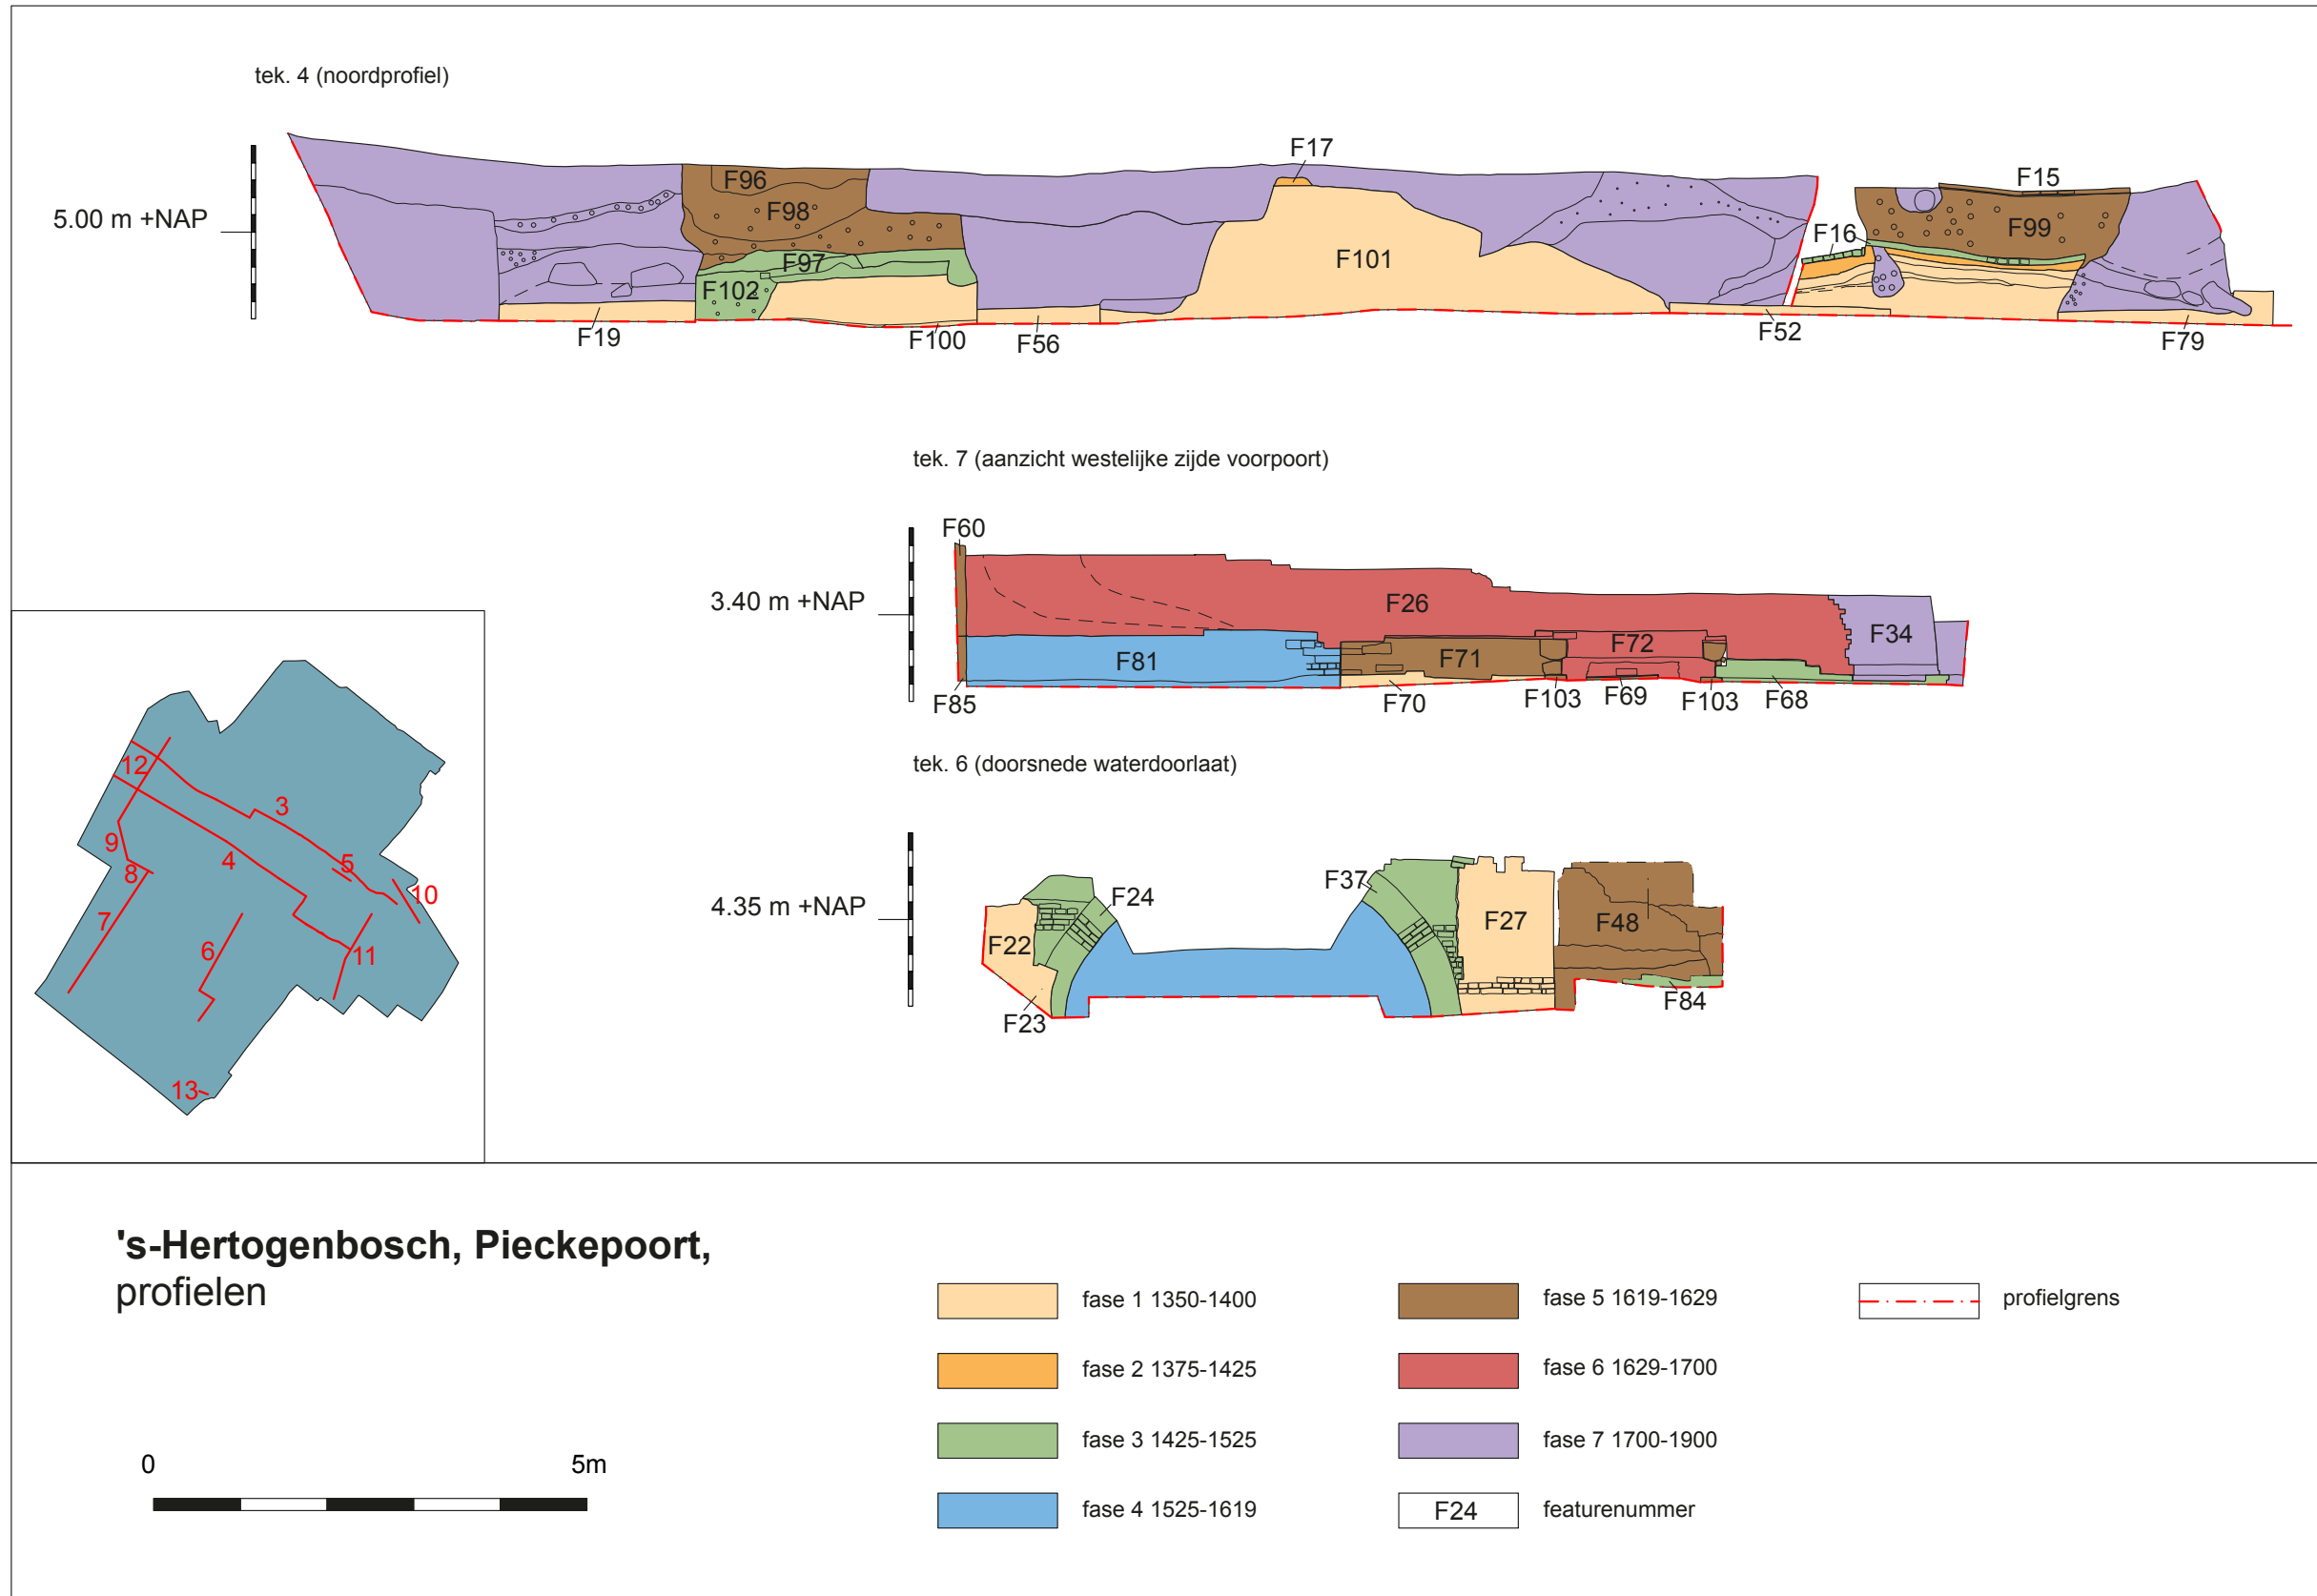 tek. 4 (noordprofiel)
F17
F96
F15
F98
5.00 m +NAP
F99
F16
F101
F97
F102
F19
F100
F56
F52
F79
tek. 7 (aanzicht westelijke zijde voorpoort)
F60
3.40 m +NAP
F26
F34
F72
F81
F71
F85
F70
F103
F69
F103
F68
tek. 6 (doorsnede waterdoorlaat)
F37
F24
4.35 m +NAP
F27
F48
F22
F84
F23
12
3
9
4
5
8
10
7
6
11
13
's-Hertogenbosch, Pieckepoort,
profielen
0 5m
fase 1 1350-1400
fase 2 1375-1425
fase 3 1425-1525
fase 4 1525-1619
fase 5 1619-1629
fase 6 1629-1700
fase 7 1700-1900
F24 featurenummer
profielgrens